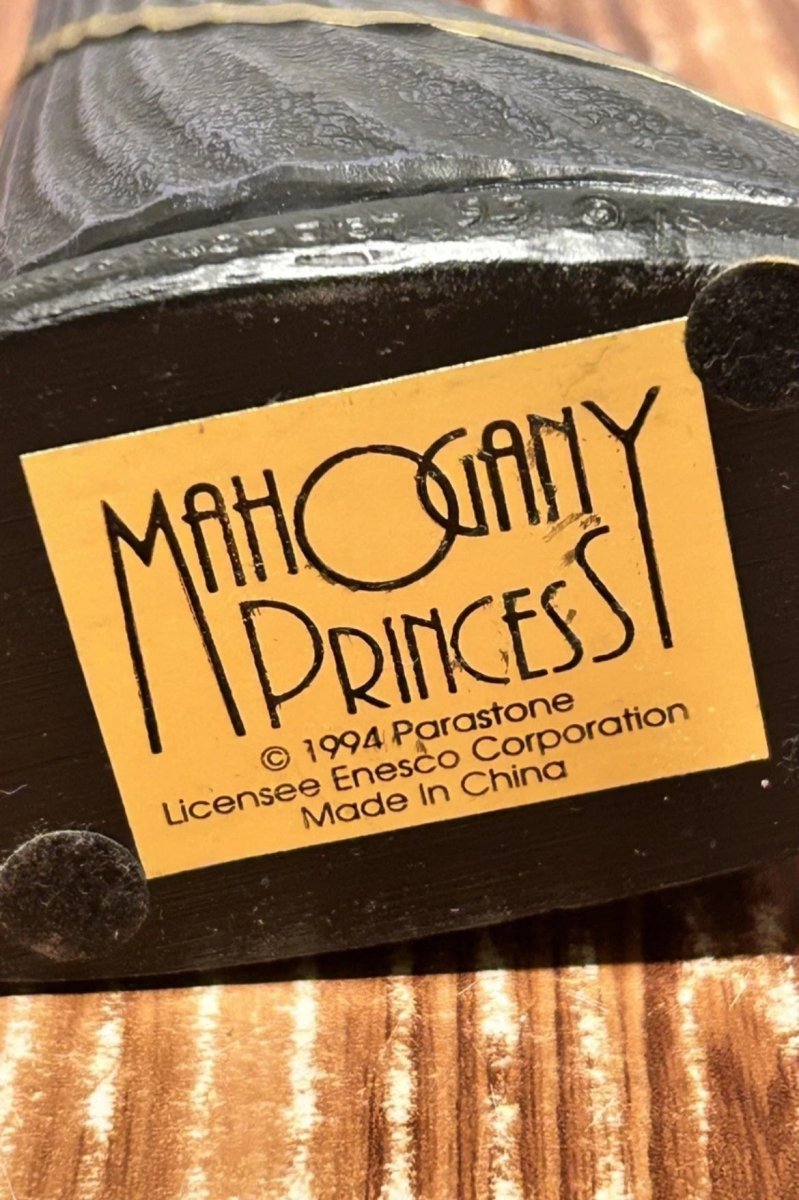 MAHOGANY
PRINCESS
© 1994 Parastone
Licensee Enesco Corporation
Made In China